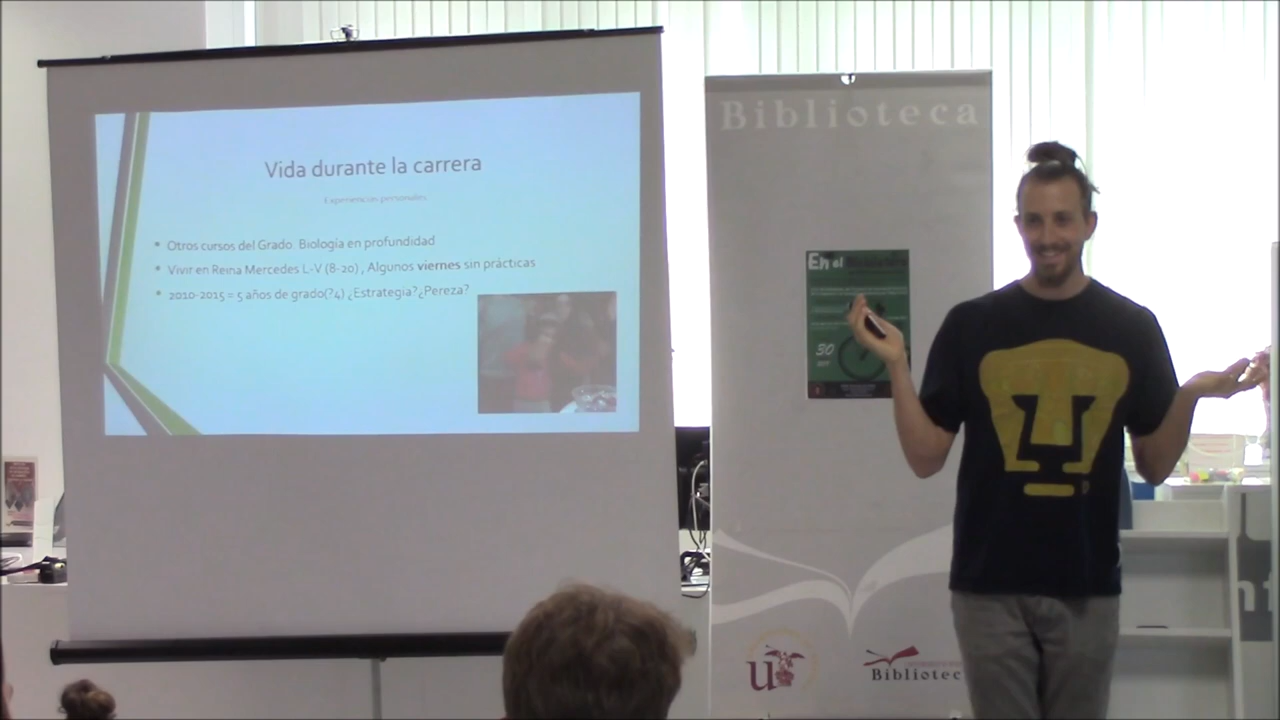 Vida durante la carrera
Experiencias personales
Otros cursos del Grado. Biología en profundidad
Vivir en Reina Mercedes L-V (8-20) , Algunos viernes sin prácticas
2010-2015 = 5 años de grado(?4) ¿Estrategia?¿Pereza?
Biblioteca
En el
30
Biblioteca